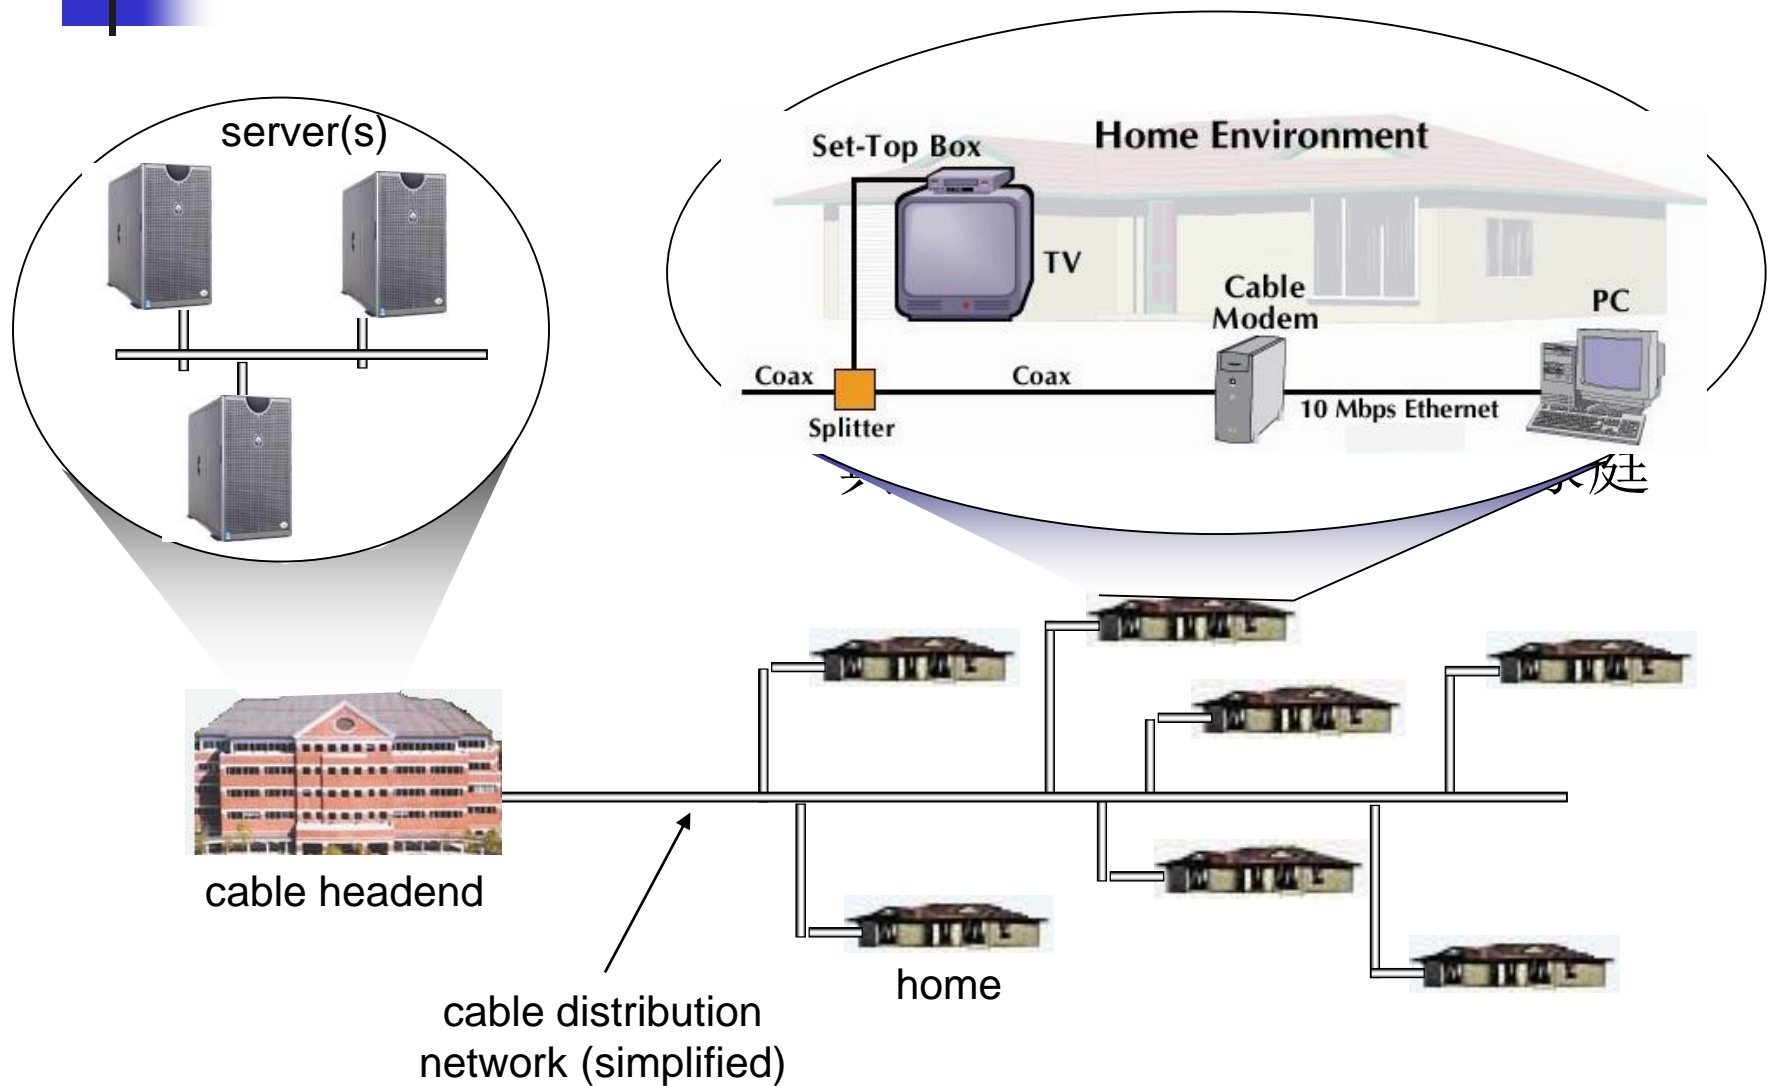 server(s)
Home Environment
Set-Top Box
TV
Cable
Modem
PC
Coax
Coax
10 Mbps Ethernet
Splitter
庭
cable headend
home
cable distribution
network (simplified)